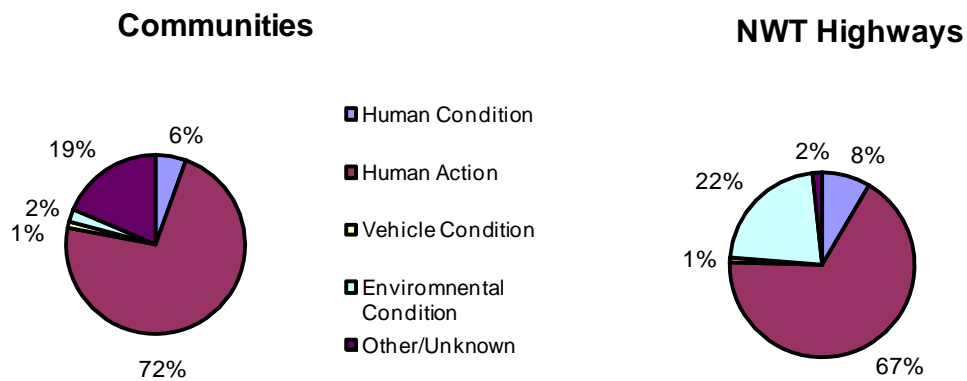 Communities
6%
19%
2%
1%
72%
Human Condition
Human Action
Vehicle Condition
Enviromnental
Condition
Other/Unknown
NWT Highways
2%
8%
22%
1%
67%